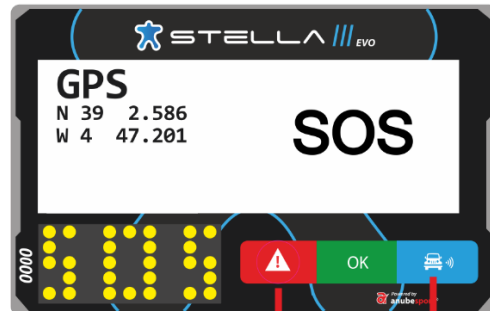 STELLA III EVO
GPS
N 39 2.586
W 4 47.201
SOS
0000
SOS
OK
Powered by
anubesport